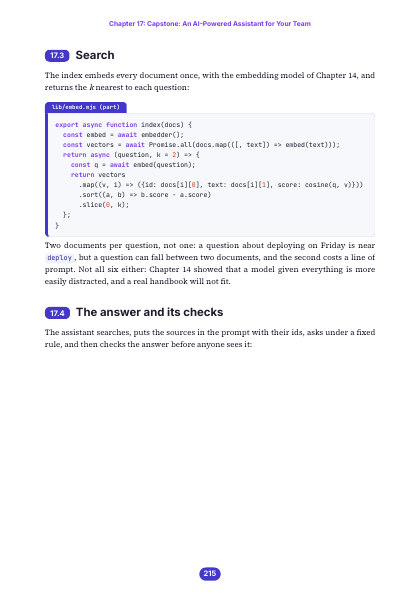 Chapter 17: Capstone: An AI-Powered Assistant for Your Team
17.3 Search
The index embeds every document once, with the embedding model of Chapter 14, and
returns the k nearest to each question:
lib/embed.mjs (part)
export async function index(docs) {
  const embed = await embedder();
  const vectors = await Promise.all(docs.map(([, text]) => embed(text)));
  return async (question, k = 2) => {
    const q = await embed(question);
    return vectors
      .map((v, i) => ({id: docs[i][0], text: docs[i][1], score: cosine(q, v)}))
      .sort((a, b) => b.score - a.score)
      .slice(0, k);
  };
}
Two documents per question, not one: a question about deploying on Friday is near
deploy, but a question can fall between two documents, and the second costs a line of
prompt. Not all six either: Chapter 14 showed that a model given everything is more
easily distracted, and a real handbook will not fit.
17.4 The answer and its checks
The assistant searches, puts the sources in the prompt with their ids, asks under a fixed
rule, and then checks the answer before anyone sees it:
215